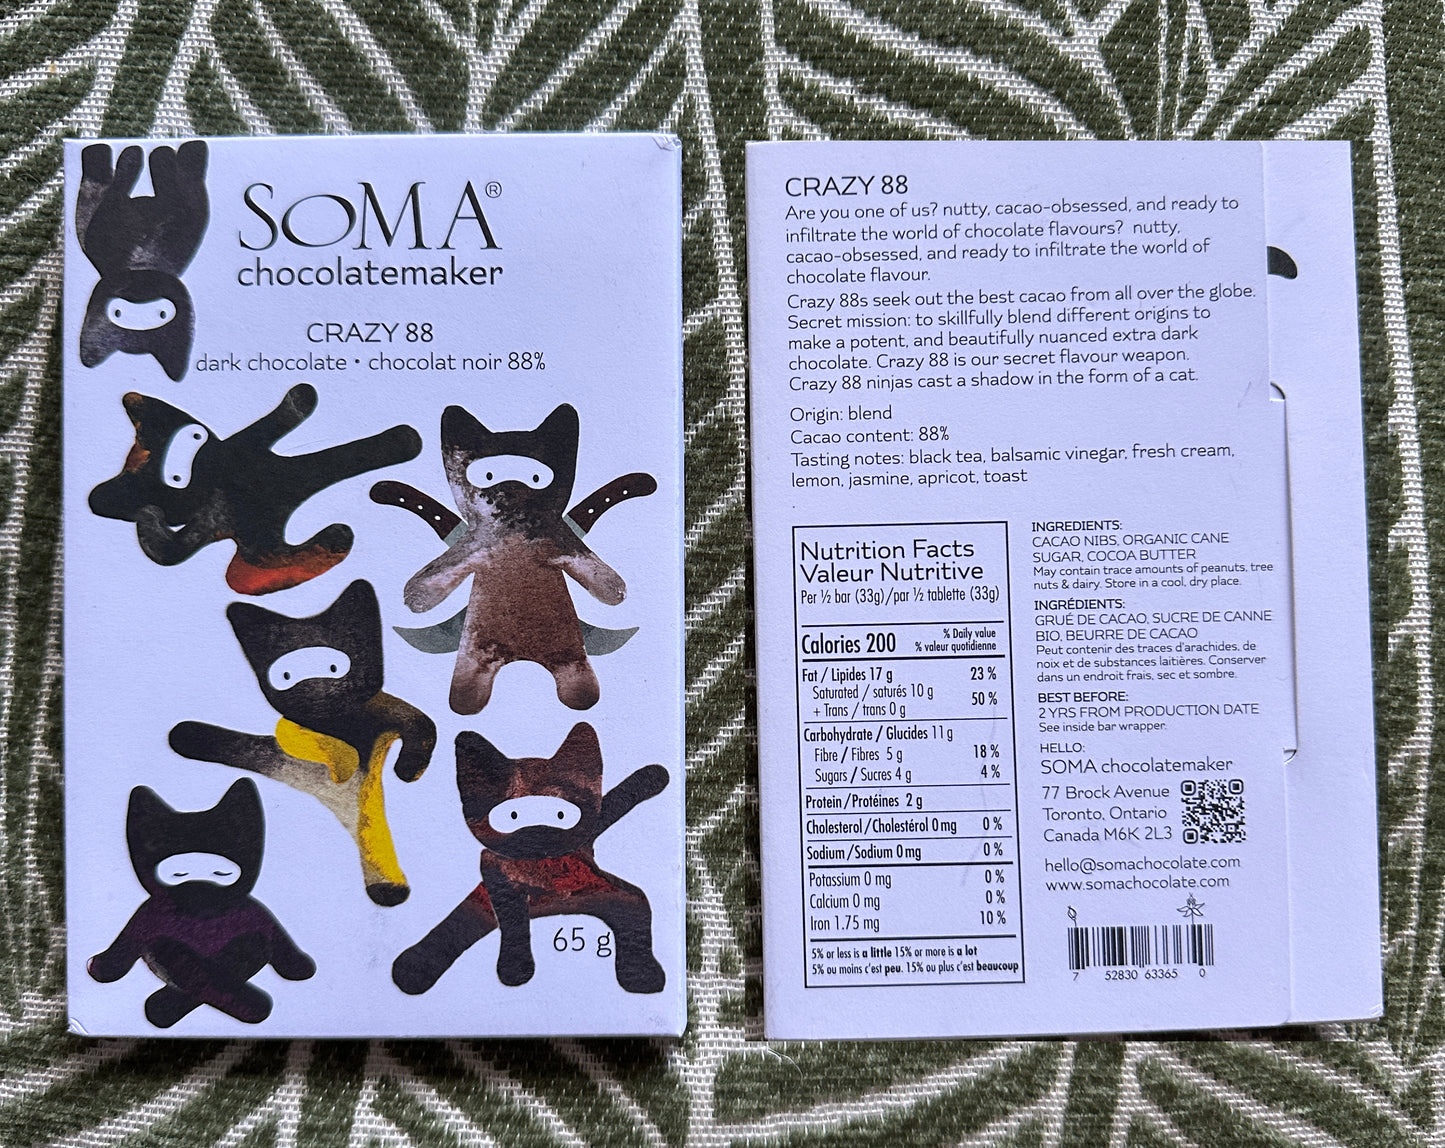 SOMA®
chocolatemaker
CRAZY 88
dark chocolate • chocolat noir 88%
65 g
CRAZY 88
Are you one of us? nutty, cacao-obsessed, and ready to
infiltrate the world of chocolate flavours? nutty,
cacao-obsessed, and ready to infiltrate the world of
chocolate flavour.
Crazy 88s seek out the best cacao from all over the globe.
Secret mission: to skillfully blend different origins to
make a potent, and beautifully nuanced extra dark
chocolate. Crazy 88 is our secret flavour weapon.
Crazy 88 ninjas cast a shadow in the form of a cat.
Origin: blend
Cacao content: 88%
Tasting notes: black tea, balsamic vinegar, fresh cream,
lemon, jasmine, apricot, toast
Nutrition Facts
Valeur Nutritive
Per ½ bar (33g)/par ½ tablette (33g)
Calories 200
% Daily value
% valeur quotidienne
Fat / Lipides 17 g 23 %
Saturated / saturés 10 g
+ Trans / trans 0 g 50 %
Carbohydrate / Glucides 11 g
Fibre / Fibres 5 g 18 %
Sugars / Sucres 4 g 4 %
Protein / Protéines 2 g
Cholesterol / Cholestérol 0 mg 0 %
Sodium / Sodium 0 mg 0 %
Potassium 0 mg 0 %
Calcium 0 mg 0 %
Iron 1.75 mg 10 %
5% or less is a little 15% or more is a lot
5% ou moins c'est peu. 15% ou plus c'est beaucoup
INGREDIENTS:
CACAO NIBS, ORGANIC CANE
SUGAR, COCOA BUTTER
May contain trace amounts of peanuts, tree
nuts & dairy. Store in a cool, dry place.
INGRÉDIENTS:
GRUÉ DE CACAO, SUCRE DE CANNE
BIO, BEURRE DE CACAO
Peut contenir des traces d'arachides, de
noix et de substances laitières. Conserver
dans un endroit frais, sec et sombre.
BEST BEFORE:
2 YRS FROM PRODUCTION DATE
See inside bar wrapper.
HELLO:
SOMA chocolatemaker
77 Brock Avenue
Toronto, Ontario
Canada M6K 2L3
hello@somachocolate.com
www.somachocolate.com
7 52830 63365 0